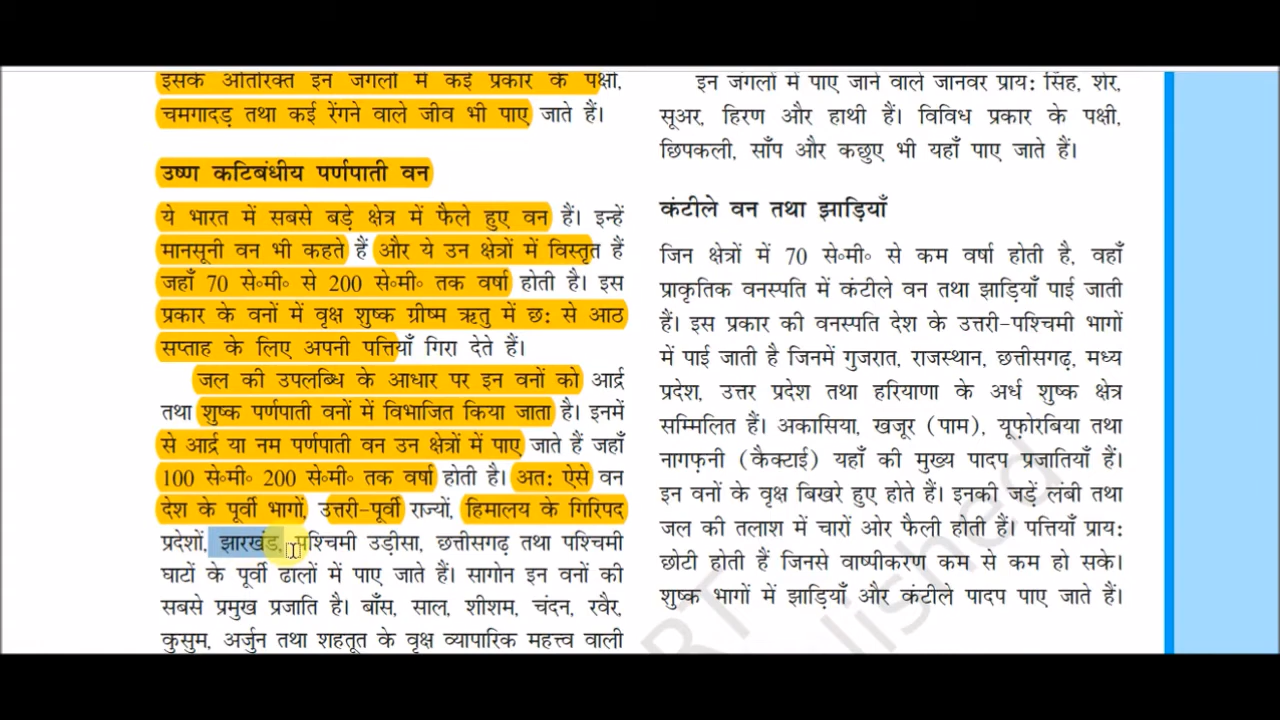 इसके अतिरिक्त इन जंगलों में कई प्रकार के पक्षी,
चमगादड़ तथा कई रेंगने वाले जीव भी पाए जाते हैं।
उष्ण कटिबंधीय पर्णपाती वन
ये भारत में सबसे बड़े क्षेत्र में फैले हुए वन हैं। इन्हें
मानसूनी वन भी कहते हैं और ये उन क्षेत्रों में विस्तृत हैं
जहाँ 70 से॰मी॰ से 200 से॰मी॰ तक वर्षा होती है। इस
प्रकार के वनों में वृक्ष शुष्क ग्रीष्म ऋतु में छः से आठ
सप्ताह के लिए अपनी पत्तियाँ गिरा देते हैं।
जल की उपलब्धि के आधार पर इन वनों को आर्द्र
तथा शुष्क पर्णपाती वनों में विभाजित किया जाता है। इनमें
से आर्द्र या नम पर्णपाती वन उन क्षेत्रों में पाए जाते हैं जहाँ
100 से॰मी॰ 200 से॰मी॰ तक वर्षा होती है। अतः ऐसे वन
देश के पूर्वी भागों, उत्तरी-पूर्वी राज्यों, हिमालय के गिरिपद
प्रदेशों, झारखंड, पश्चिमी उड़ीसा, छत्तीसगढ़ तथा पश्चिमी
घाटों के पूर्वी ढालों में पाए जाते हैं। सागोन इन वनों की
सबसे प्रमुख प्रजाति है। बाँस, साल, शीशम, चंदन, रवैर,
कुसुम, अर्जुन तथा शहतूत के वृक्ष व्यापारिक महत्त्व वाली
इन जंगलों में पाए जाने वाले जानवर प्रायः सिंह, शेर,
सूअर, हिरण और हाथी हैं। विविध प्रकार के पक्षी,
छिपकली, साँप और कछुए भी यहाँ पाए जाते हैं।
कंटीले वन तथा झाड़ियाँ
जिन क्षेत्रों में 70 से॰मी॰ से कम वर्षा होती है, वहाँ
प्राकृतिक वनस्पति में कंटीले वन तथा झाड़ियाँ पाई जाती
हैं। इस प्रकार की वनस्पति देश के उत्तरी-पश्चिमी भागों
में पाई जाती है जिनमें गुजरात, राजस्थान, छत्तीसगढ़, मध्य
प्रदेश, उत्तर प्रदेश तथा हरियाणा के अर्ध शुष्क क्षेत्र
सम्मिलित हैं। अकासिया, खजूर (पाम), यूफ़ोरबिया तथा
नागफ़नी (कैक्टाई) यहाँ की मुख्य पादप प्रजातियाँ हैं।
इन वनों के वृक्ष बिखरे हुए होते हैं। इनकी जड़ें लंबी तथा
जल की तलाश में चारों ओर फैली होती हैं। पत्तियाँ प्रायः
छोटी होती हैं जिनसे वाष्पीकरण कम से कम हो सके।
शुष्क भागों में झाड़ियाँ और कंटीले पादप पाए जाते हैं।